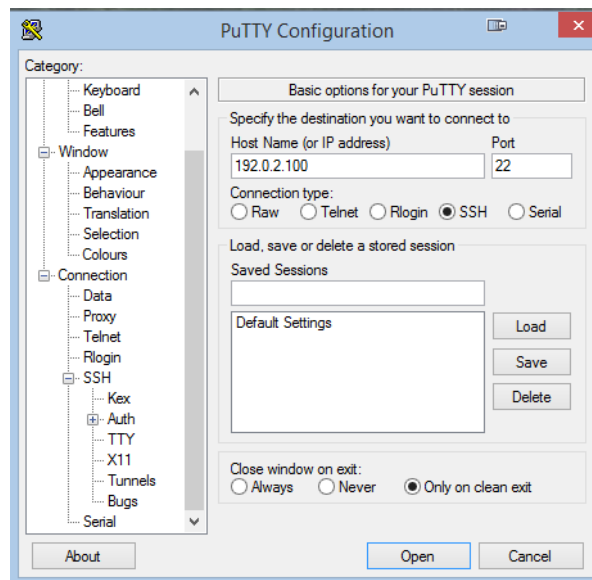 PuTTY Configuration
Category:
Keyboard
Bell
Features
Window
Appearance
Behaviour
Translation
Selection
Colours
Connection
Data
Proxy
Telnet
Rlogin
SSH
Kex
Auth
TTY
X11
Tunnels
Bugs
Serial
Basic options for your PuTTY session
Specify the destination you want to connect to
Host Name (or IP address) Port
192.0.2.100 22
Connection type:
Raw Telnet Rlogin SSH Serial
Load, save or delete a stored session
Saved Sessions
Default Settings
Load
Save
Delete
Close window on exit:
Always Never Only on clean exit
About Open Cancel